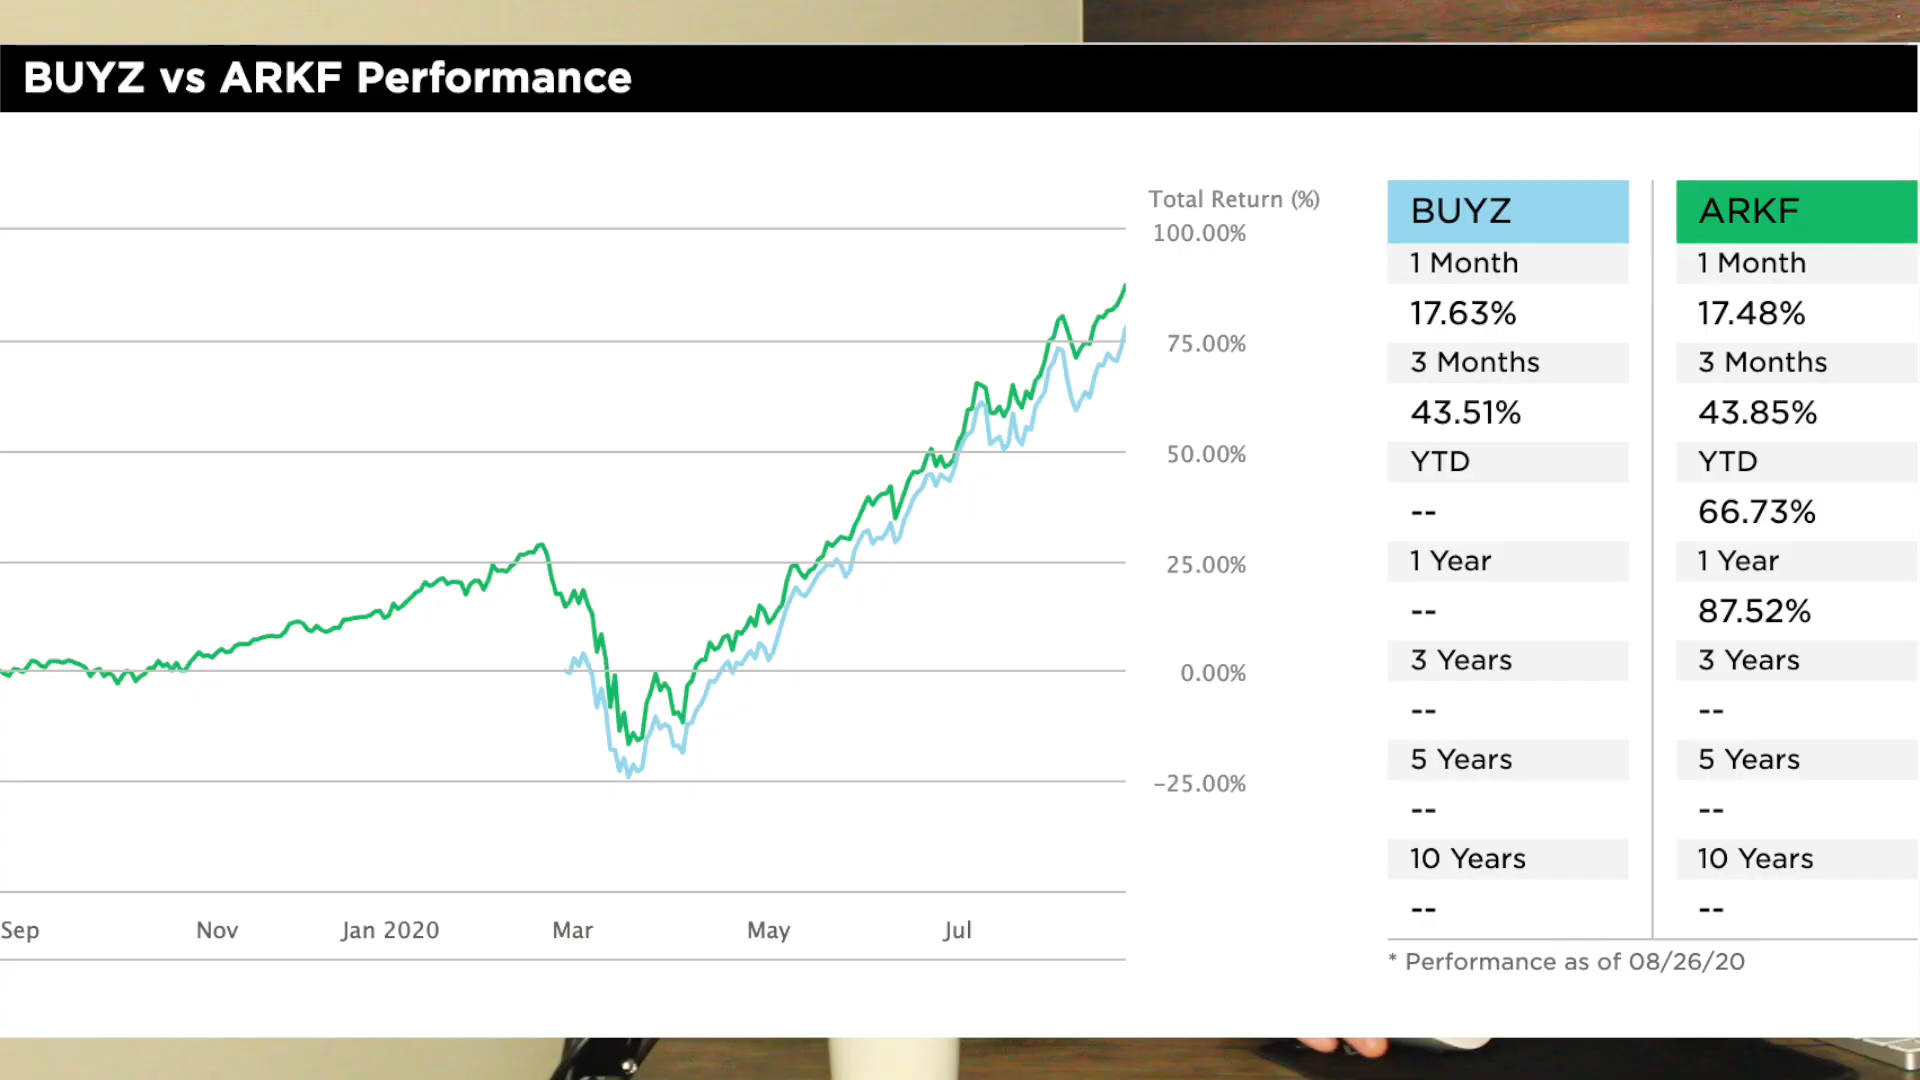 BUYZ vs ARKF Performance
Total Return (%)
100.00%
75.00%
50.00%
25.00%
0.00%
-25.00%
Sep Nov Jan 2020 Mar May Jul
BUYZ
1 Month
17.63%
3 Months
43.51%
YTD
--
1 Year
--
3 Years
--
5 Years
--
10 Years
--
ARKF
1 Month
17.48%
3 Months
43.85%
YTD
66.73%
1 Year
87.52%
3 Years
--
5 Years
--
10 Years
--
* Performance as of 08/26/20